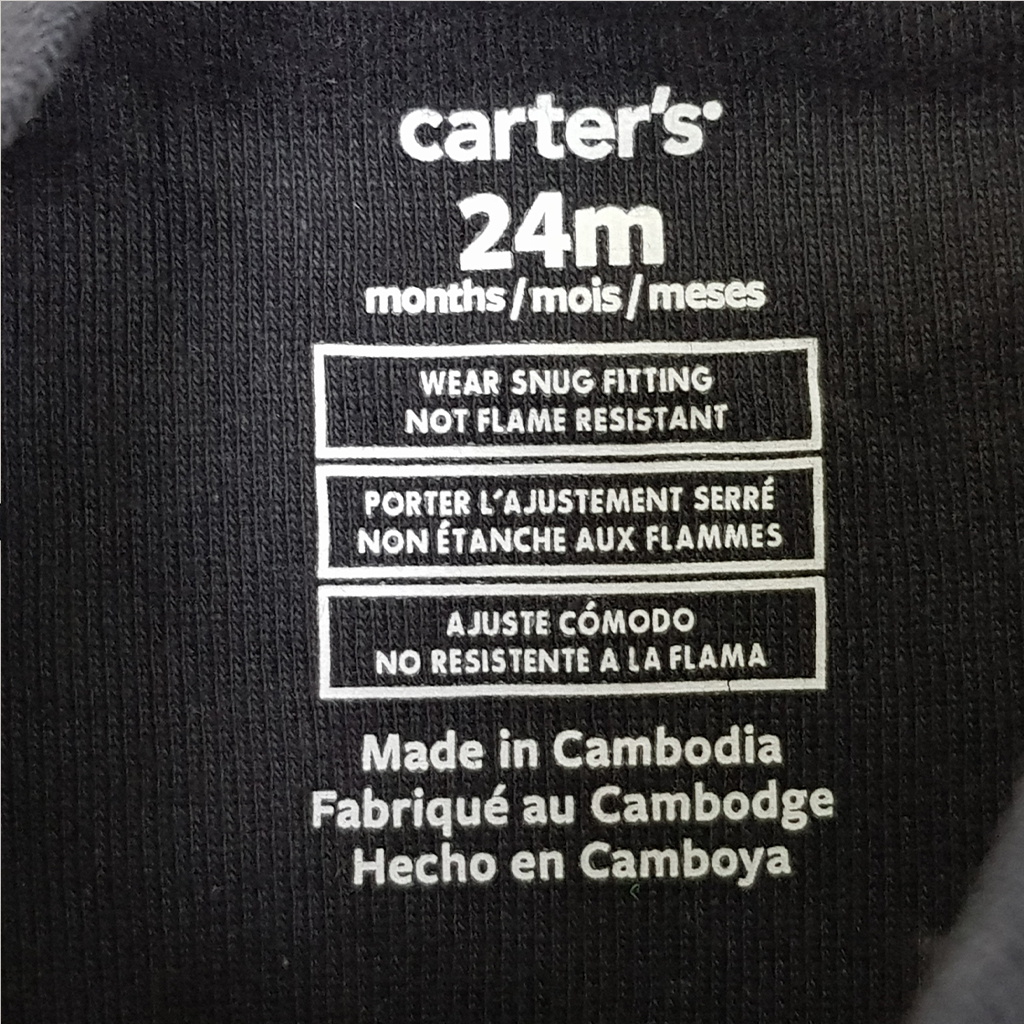 carter's
24m
months/mois/meses
WEAR SNUG FITTING
NOT FLAME RESISTANT
PORTER L'AJUSTEMENT SERRÉ
NON ÉTANCHE AUX FLAMMES
AJUSTE CÓMODO
NO RESISTENTE A LA FLAMA
Made in Cambodia
Fabriqué au Cambodge
Hecho en Camboya